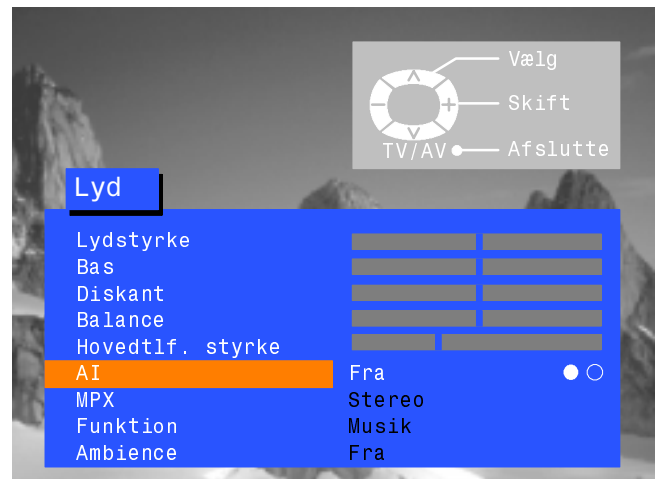 Vælg
Skift
TV/AV Afslutte
Lyd
Lydstyrke
Bas
Diskant
Balance
Hovedtlf. styrke
AI Fra
MPX Stereo
Funktion Musik
Ambience Fra